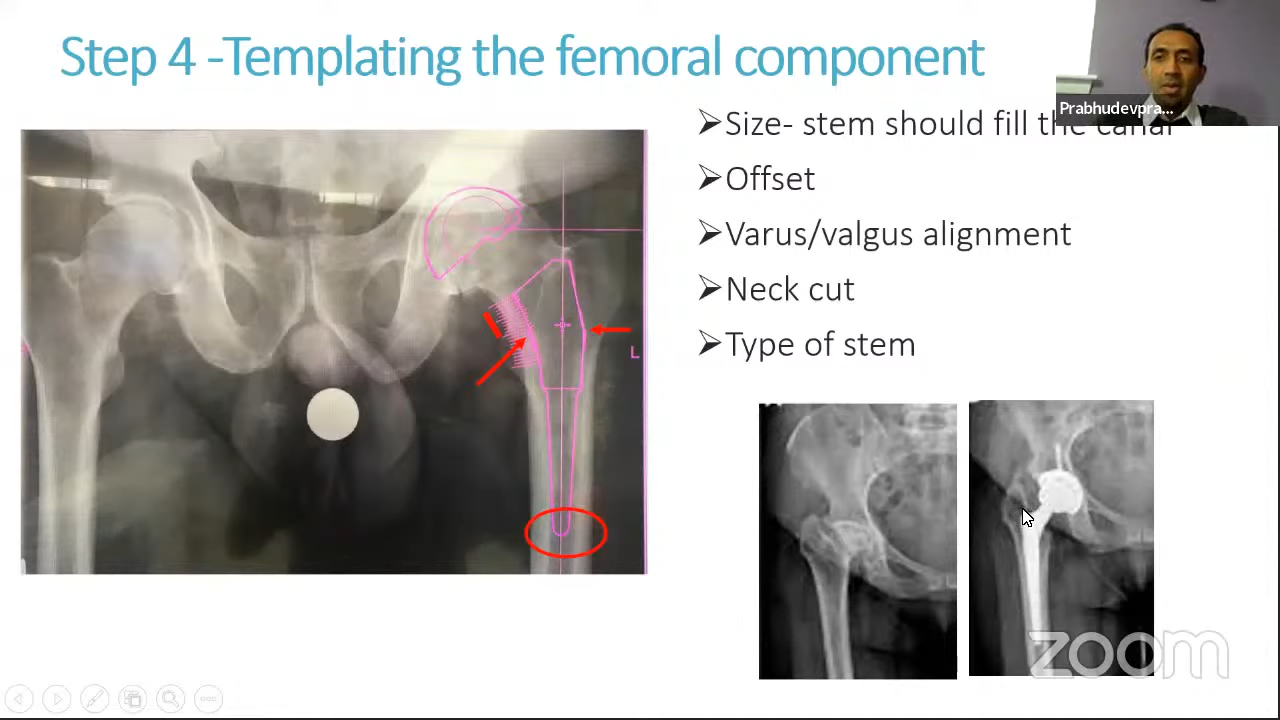 Step 4 -Templating the femoral component
Prabhudevpra...
➢Size- stem should fill the canal
➢Offset
➢Varus/valgus alignment
➢Neck cut
➢Type of stem
L
zoom